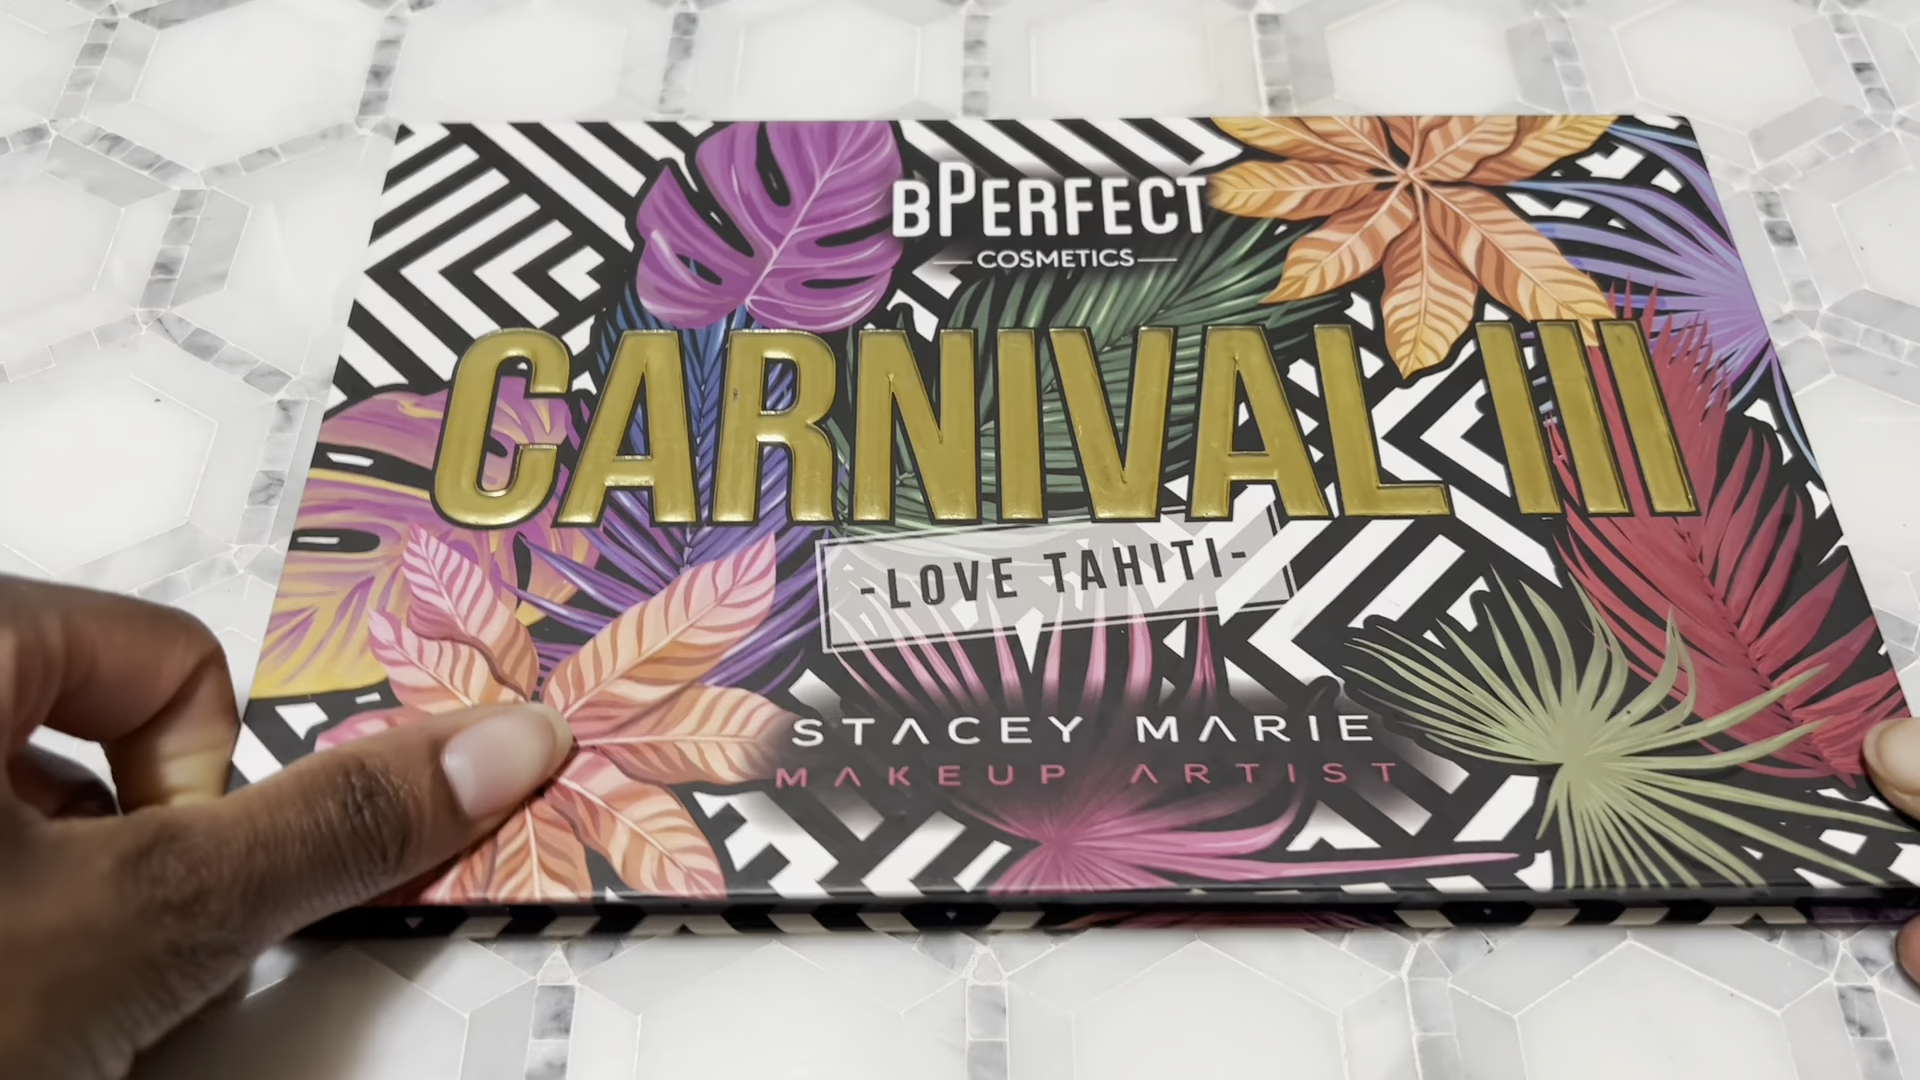 BPERFECT
COSMETICS
CARNIVAL III
-LOVE TAHITI-
STACEY MARIE
MAKEUP ARTIST